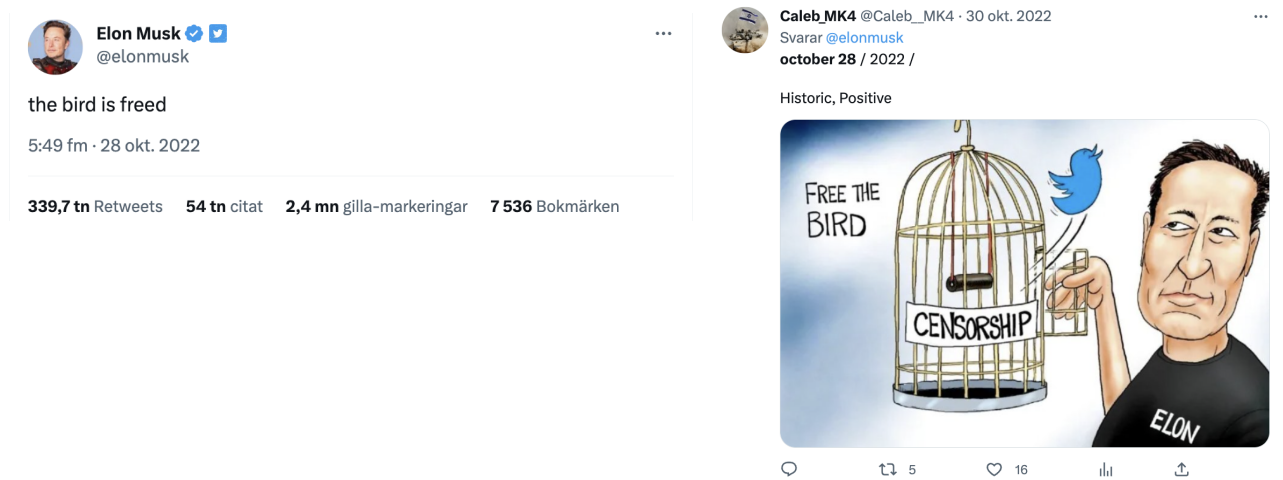 Elon Musk
@elonmusk
the bird is freed
5:49 fm · 28 okt. 2022
339,7 tn Retweets 54 tn citat 2,4 mn gilla-markeringar 7 536 Bokmärken
Caleb_MK4 @Caleb__MK4 · 30 okt. 2022
Svarar @elonmusk
october 28 / 2022 /
Historic, Positive
FREE THE
BIRD
CENSORSHIP
ELON
5 16